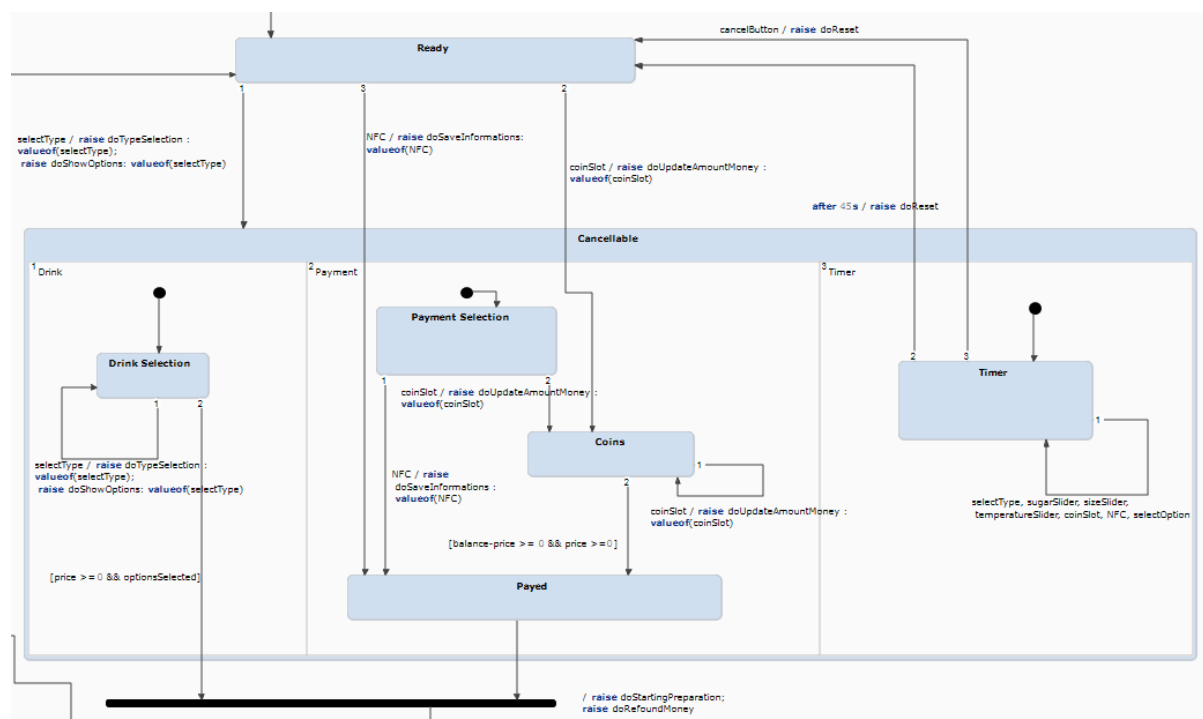 cancelButton / raise doReset
Ready
1
3
2
selectType / raise doTypeSelection :
valueof(selectType);
raise doShowOptions: valueof(selectType)
NFC / raise doSaveInformations:
valueof(NFC)
coinSlot / raise doUpdateAmountMoney :
valueof(coinSlot)
after 45s / raise doReset
Cancellable
1 Drink
2 Payment
3 Timer
Payment Selection
1
2
Drink Selection
1
2
2
3
Timer
1
coinSlot / raise doUpdateAmountMoney :
valueof(coinSlot)
Coins
1
2
selectType / raise doTypeSelection :
valueof(selectType);
raise doShowOptions: valueof(selectType)
NFC / raise
doSaveInformations :
valueof(NFC)
coinSlot / raise doUpdateAmountMoney :
valueof(coinSlot)
selectType, sugarSlider, sizeSlider,
temperatureSlider, coinSlot, NFC, selectOption
[balance-price >= 0 && price >=0]
[price >=0 && optionsSelected]
Payed
/ raise doStartingPreparation;
raise doRefoundMoney